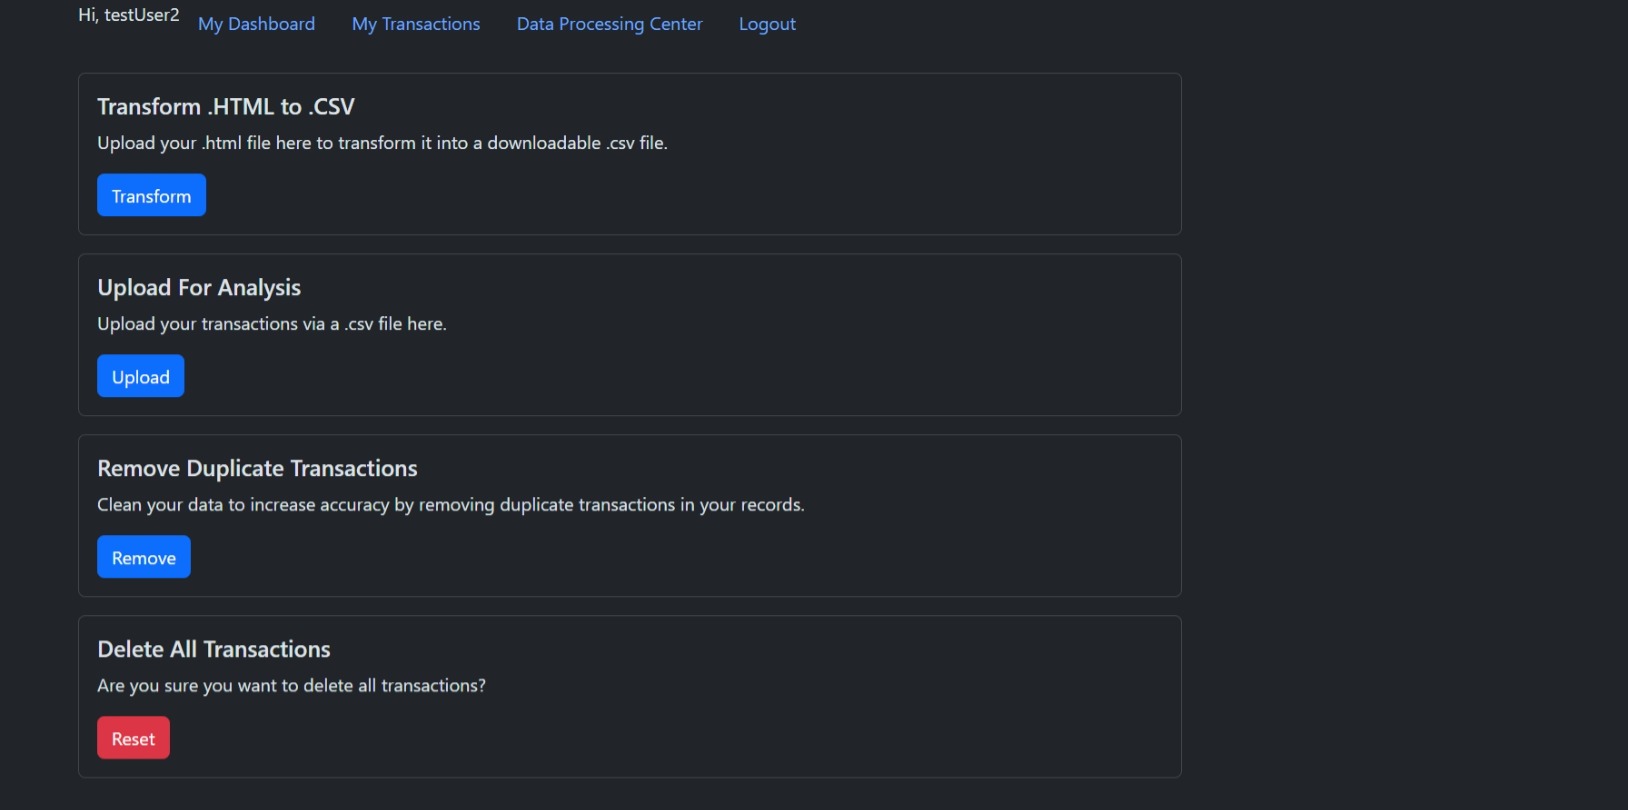 Hi, testUser2 My Dashboard My Transactions Data Processing Center Logout
Transform .HTML to .CSV
Upload your .html file here to transform it into a downloadable .csv file.
Transform
Upload For Analysis
Upload your transactions via a .csv file here.
Upload
Remove Duplicate Transactions
Clean your data to increase accuracy by removing duplicate transactions in your records.
Remove
Delete All Transactions
Are you sure you want to delete all transactions?
Reset